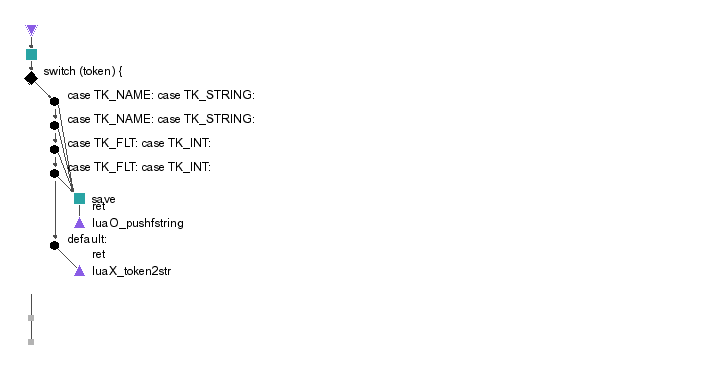 switch (token) {
case TK_NAME: case TK_STRING:
case TK_NAME: case TK_STRING:
case TK_FLT: case TK_INT:
case TK_FLT: case TK_INT:
save
ret
luaO_pushfstring
default:
ret
luaX_token2str